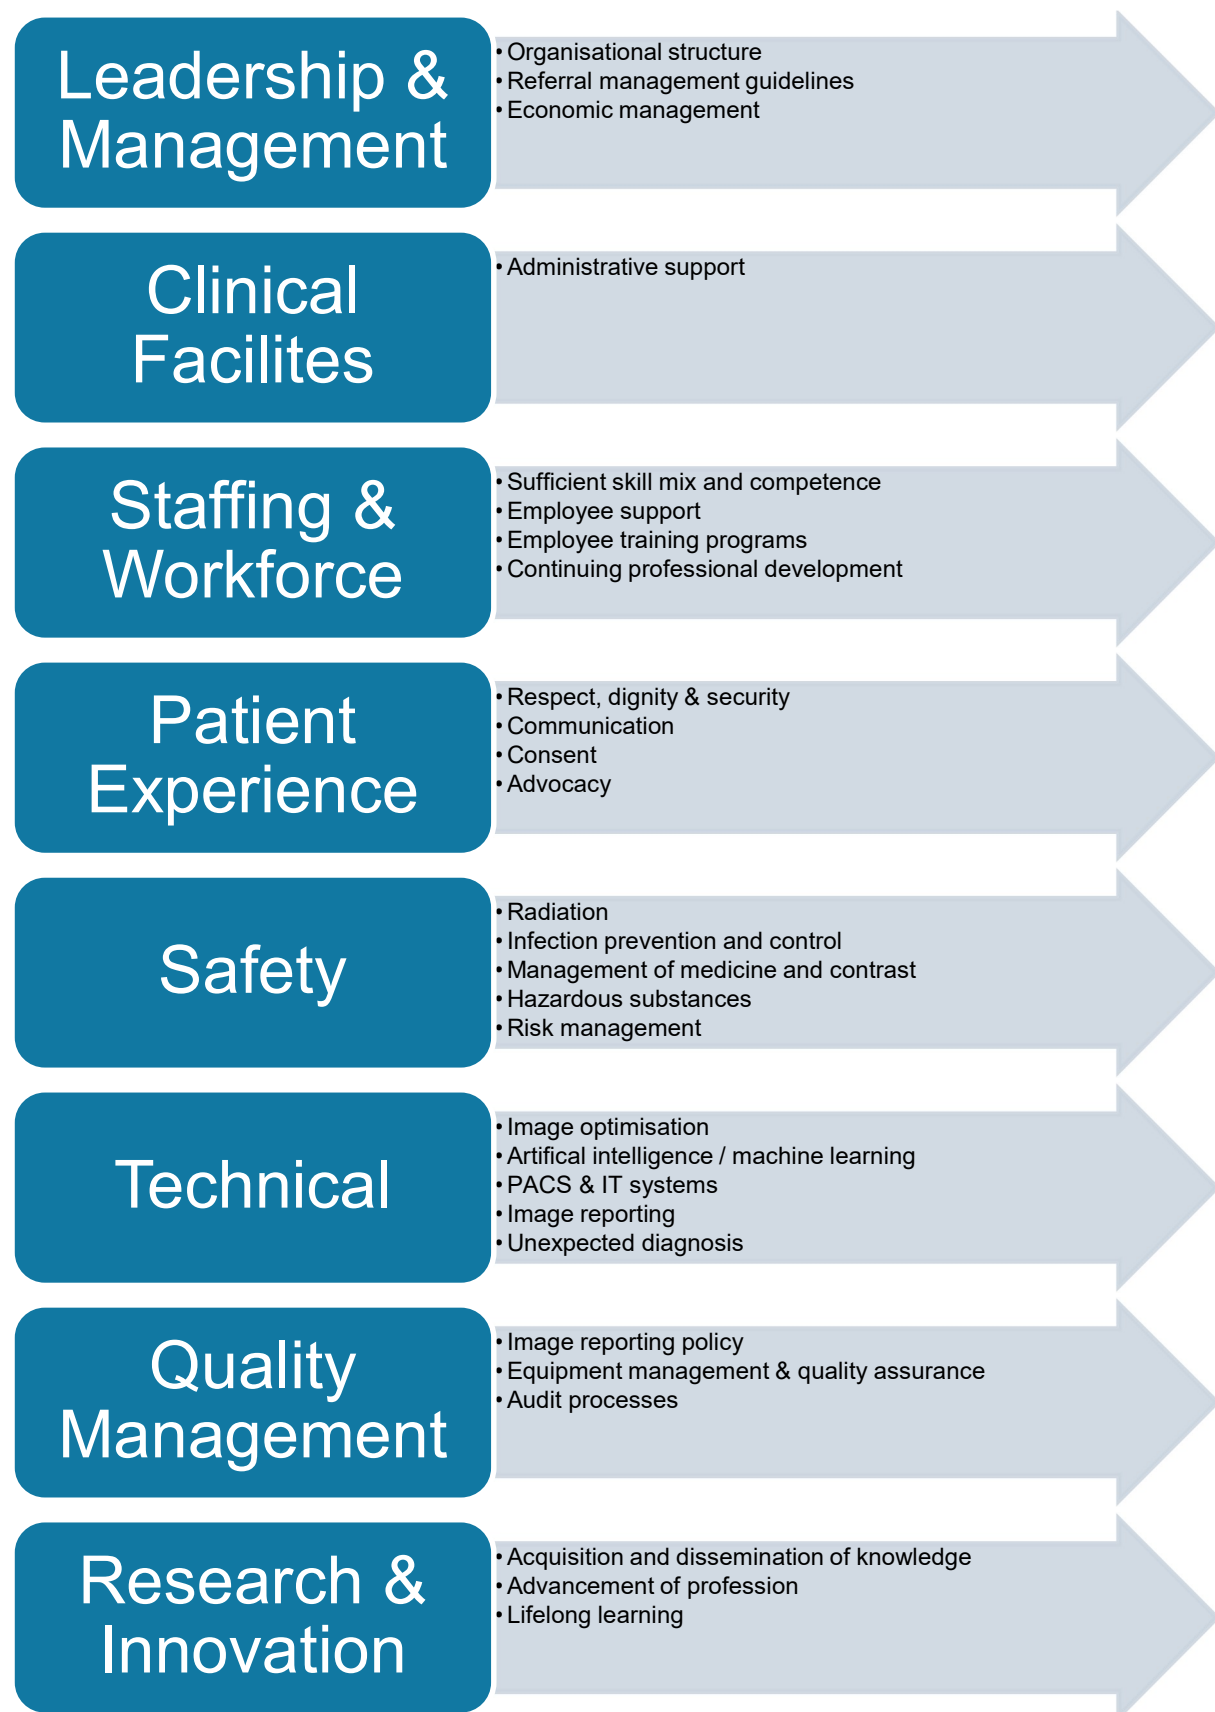 Leadership &
Management
• Organisational structure
• Referral management guidelines
• Economic management
Clinical
Facilites
• Administrative support
Staffing &
Workforce
• Sufficient skill mix and competence
• Employee support
• Employee training programs
• Continuing professional development
Patient
Experience
• Respect, dignity & security
• Communication
• Consent
• Advocacy
Safety
• Radiation
• Infection prevention and control
• Management of medicine and contrast
• Hazardous substances
• Risk management
Technical
• Image optimisation
• Artifical intelligence / machine learning
• PACS & IT systems
• Image reporting
• Unexpected diagnosis
Quality
Management
• Image reporting policy
• Equipment management & quality assurance
• Audit processes
Research &
Innovation
• Acquisition and dissemination of knowledge
• Advancement of profession
• Lifelong learning